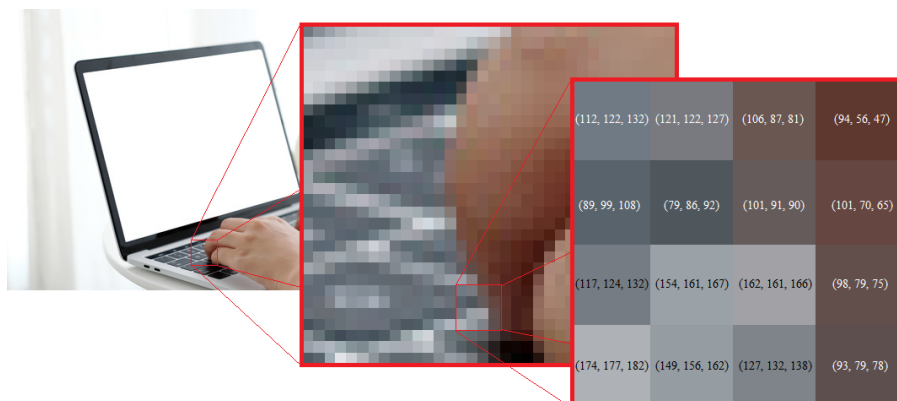 (112, 122, 132) (121, 122, 127) (106, 87, 81) (94, 56, 47)
(89, 99, 108) (79, 86, 92) (101, 91, 90) (101, 70, 65)
(117, 124, 132) (154, 161, 167) (162, 161, 166) (98, 79, 75)
(174, 177, 182) (149, 156, 162) (127, 132, 138) (93, 79, 78)